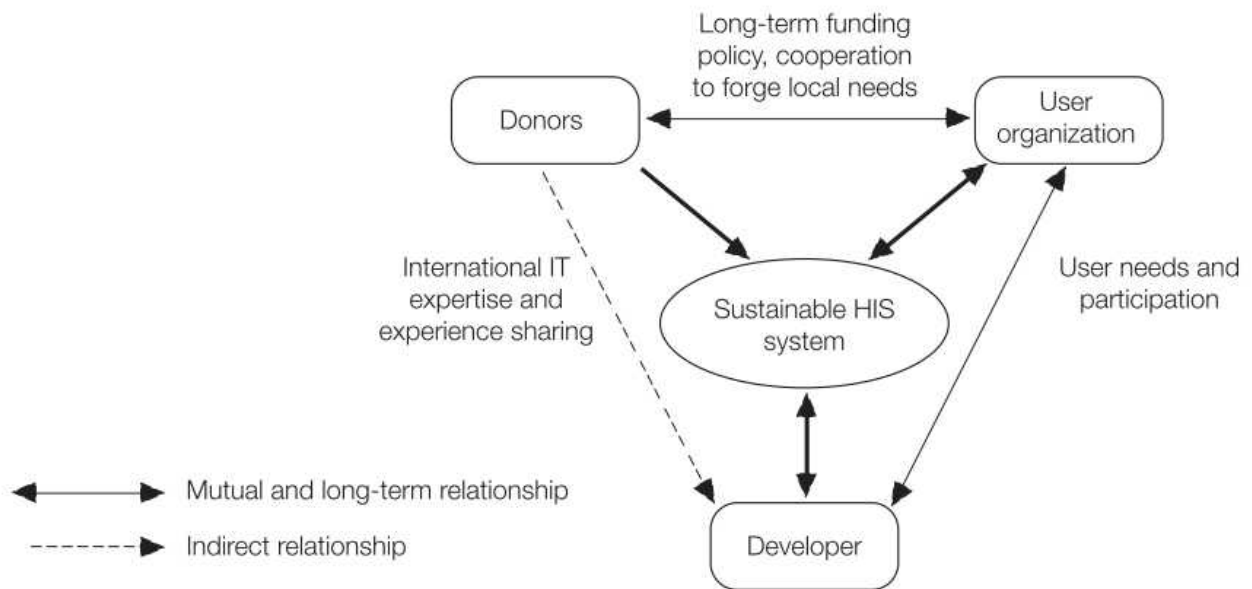 Long-term funding
policy, cooperation
to forge local needs
Donors
User
organization
International IT
expertise and
experience sharing
User needs and
participation
Sustainable HIS
system
Mutual and long-term relationship
Indirect relationship
Developer